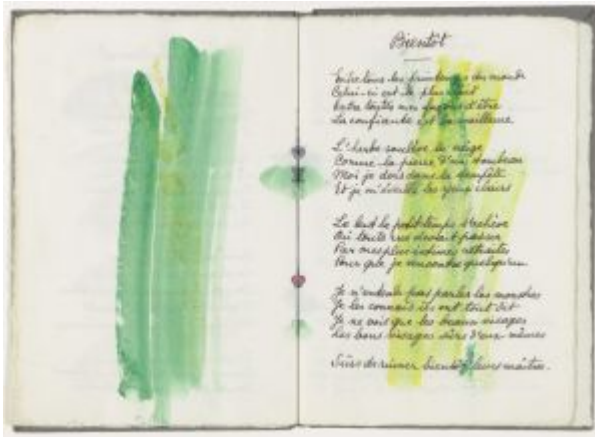 Bientôt
Entre tous les printemps du monde
Celui-ci est le plus laid
Entre toutes mes façons d'être
La confiante est la meilleure
L'herbe soulève la neige
Comme la pierre d'un tombeau
Moi je dors dans la tempête
Et je m'éveille les yeux clairs
Le lent le petit temps s'achève
Où toute rue devait passer
Par mes plus intimes retraites
Pour que je rencontre quelqu'un
Je n'entends pas parler les monstres
Je les connais ils ont tout dit
Je ne vois que les beaux visages
Les bons visages sûrs d'eux mêmes
Sûrs de ruiner bientôt leurs maîtres.